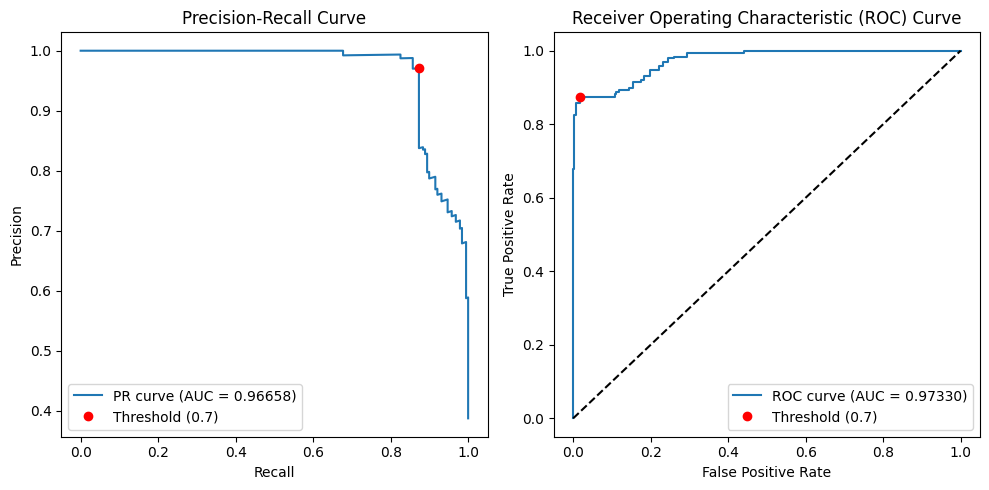 Precision-Recall Curve
1.0
0.9
0.8
0.7
0.6
0.5
0.4
Precision
0.0 0.2 0.4 0.6 0.8 1.0
Recall
PR curve (AUC = 0.96658)
Threshold (0.7)
Receiver Operating Characteristic (ROC) Curve
1.0
0.8
0.6
0.4
0.2
0.0
True Positive Rate
0.0 0.2 0.4 0.6 0.8 1.0
False Positive Rate
ROC curve (AUC = 0.97330)
Threshold (0.7)